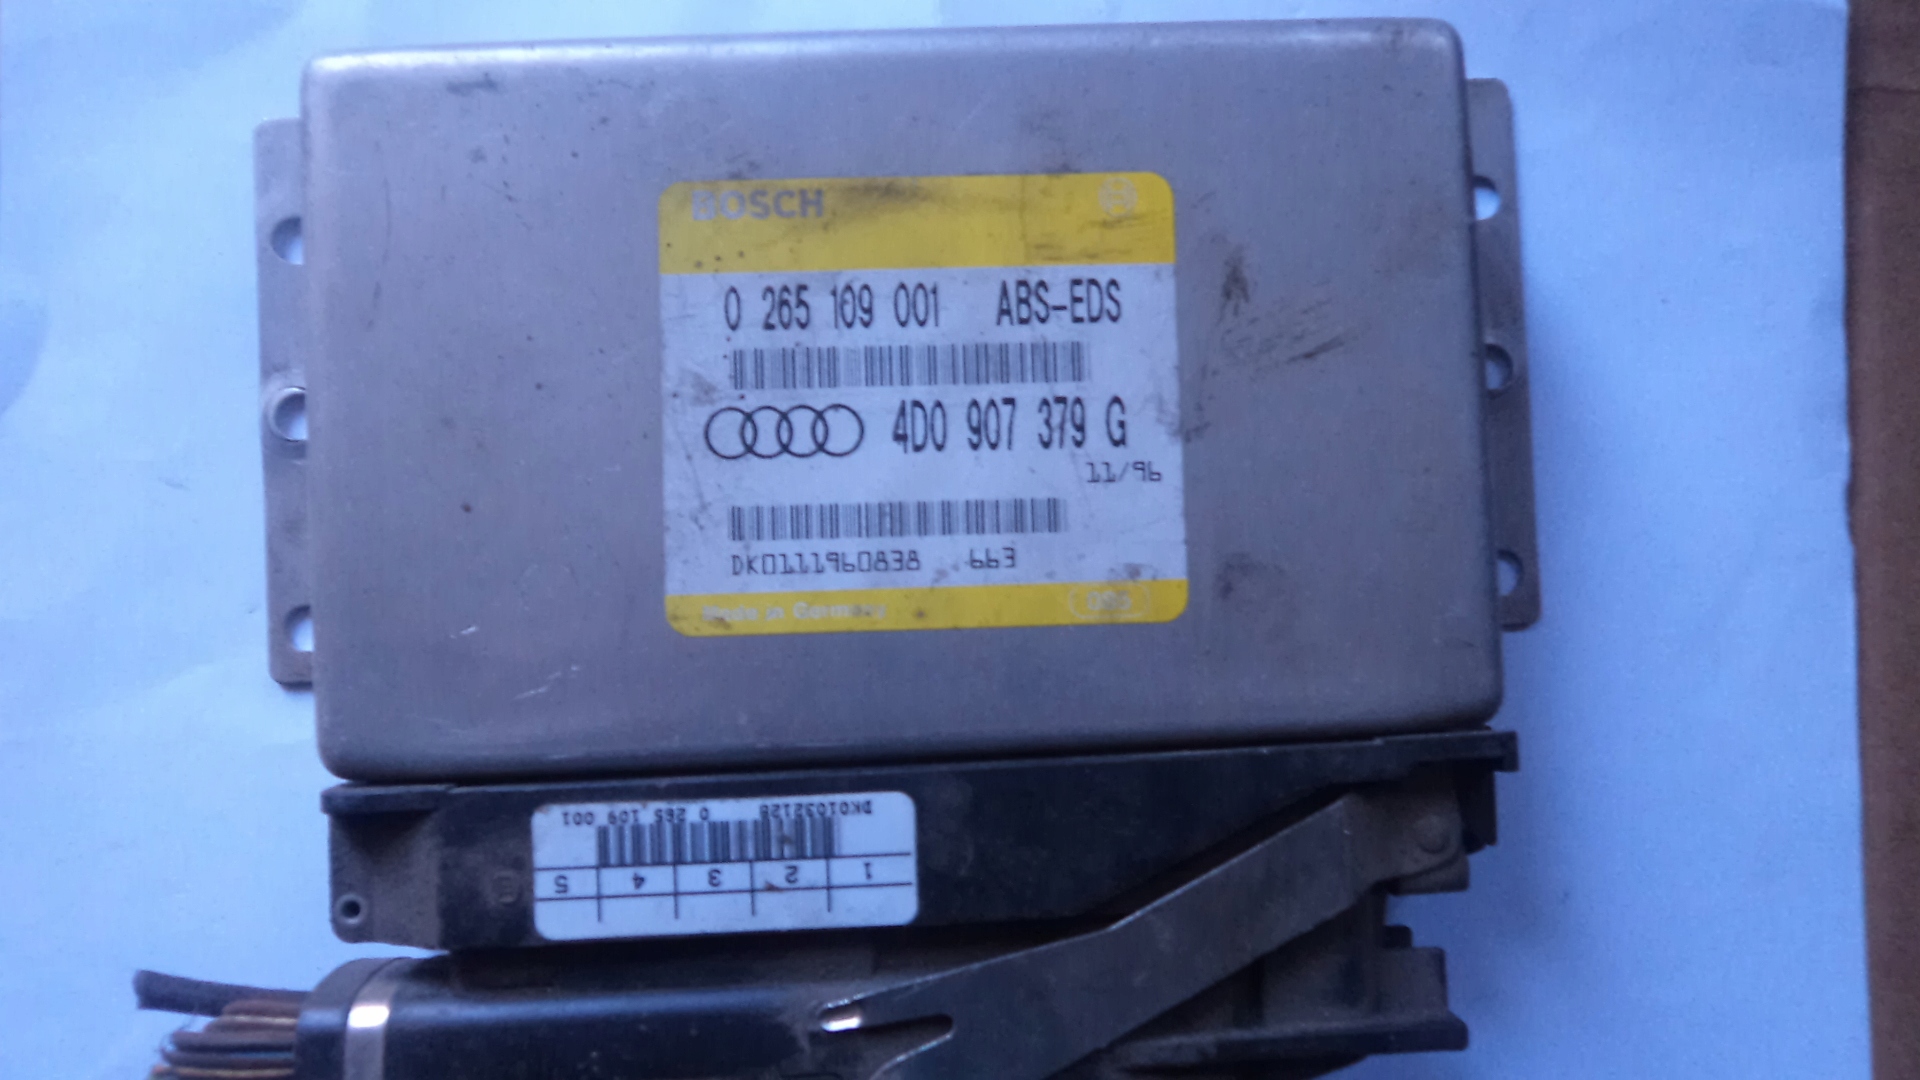 BOSCH
0 265 109 001 ABS-EDS
4D0 907 379 G
11/96
DK0111960838 663
Made in Germany
DK01032128 0 265 109 001
1 2 3 4 5